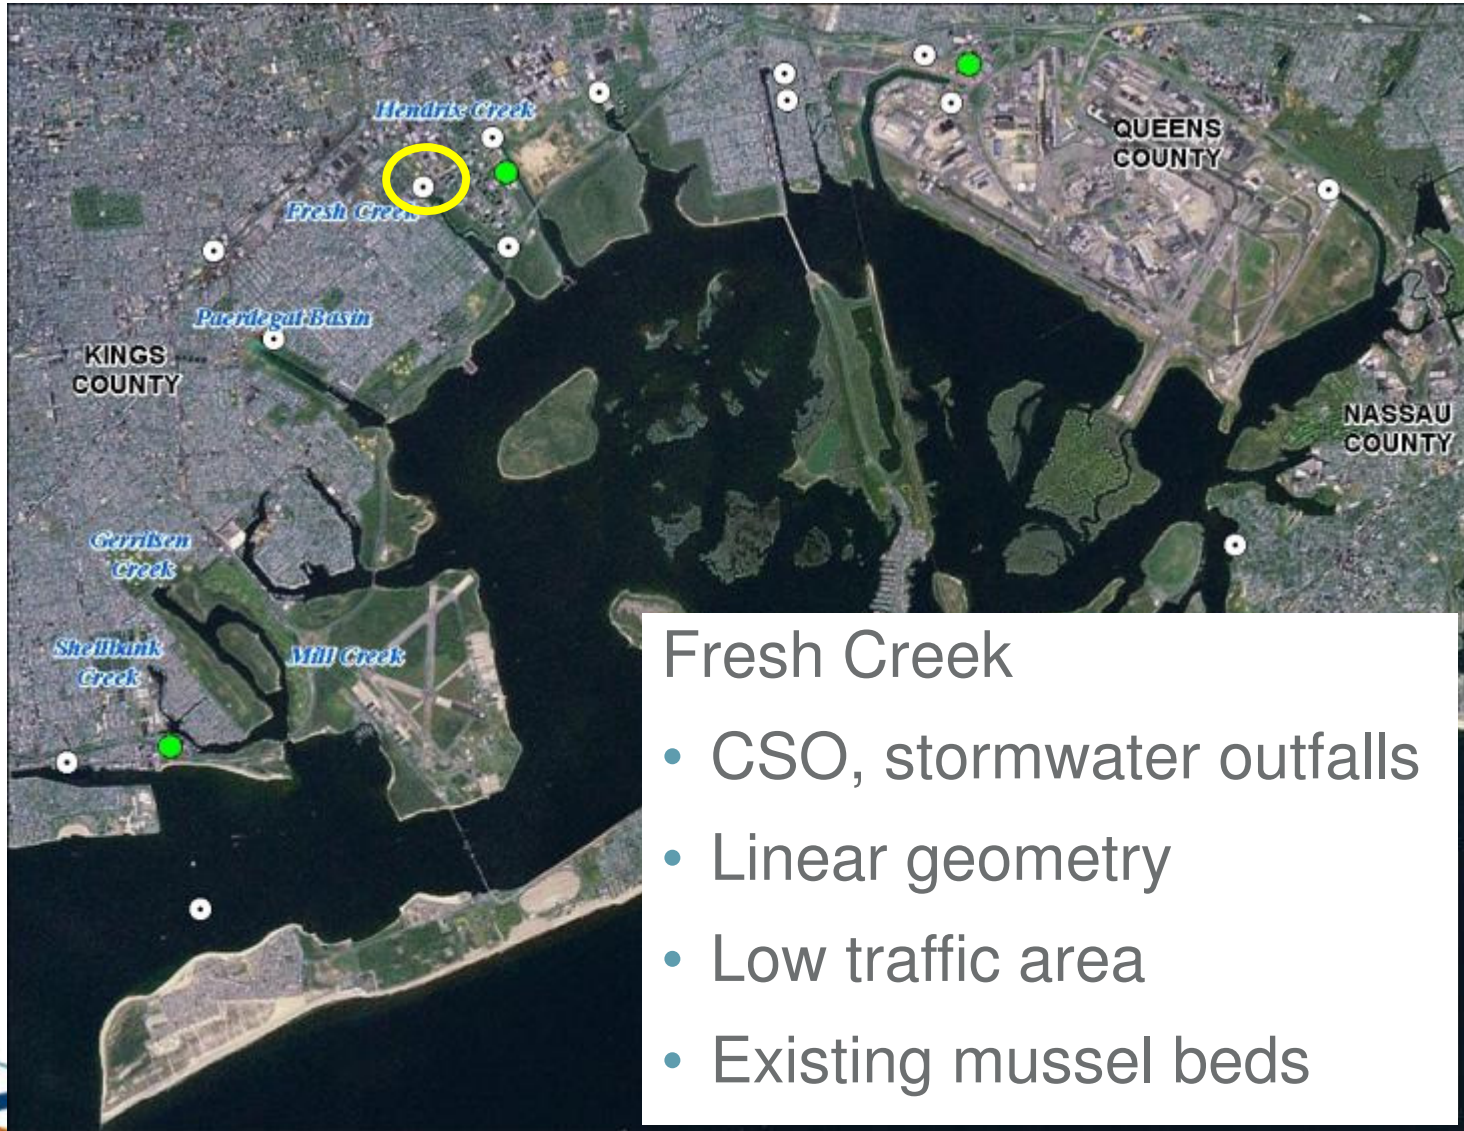 Hendrix Creek
QUEENS
COUNTY
Fresh Creek
Paerdegat Basin
KINGS
COUNTY
NASSAU
COUNTY
Gerritsen
Creek
Shellbank
Creek
Mill Creek
Fresh Creek
• CSO, stormwater outfalls
• Linear geometry
• Low traffic area
• Existing mussel beds